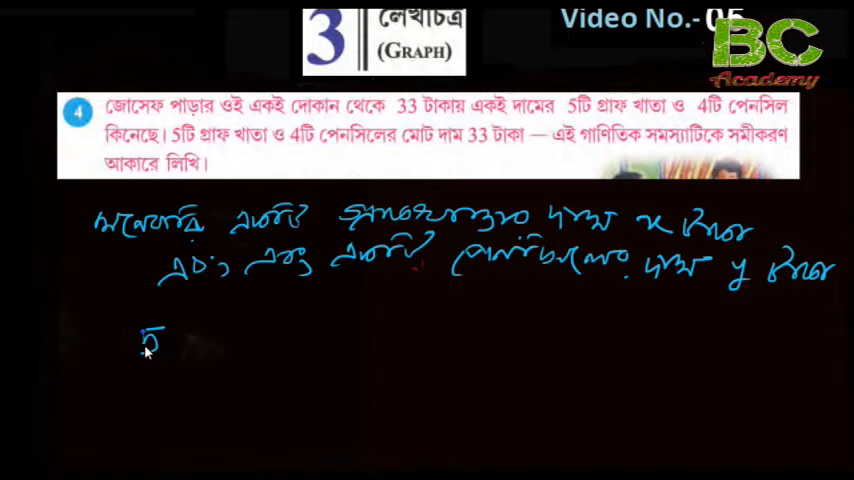 3
লেখচিত্র
(GRAPH)
Video No.- 05
BC
Academy
4 জোসেফ পাড়ার ওই একই দোকান থেকে 33 টাকায় একই দামের 5টি গ্রাফ খাতা ও 4টি পেনসিল
কিনেছে। 5টি গ্রাফ খাতা ও 4টি পেনসিলের মোট দাম 33 টাকা — এই গাণিতিক সমস্যাটিকে সমীকরণ
আকারে লিখি।
মনেকরি একটি গ্রাফখাতার দাম x টাকা
এবং একটি পেনসিলের দাম y টাকা